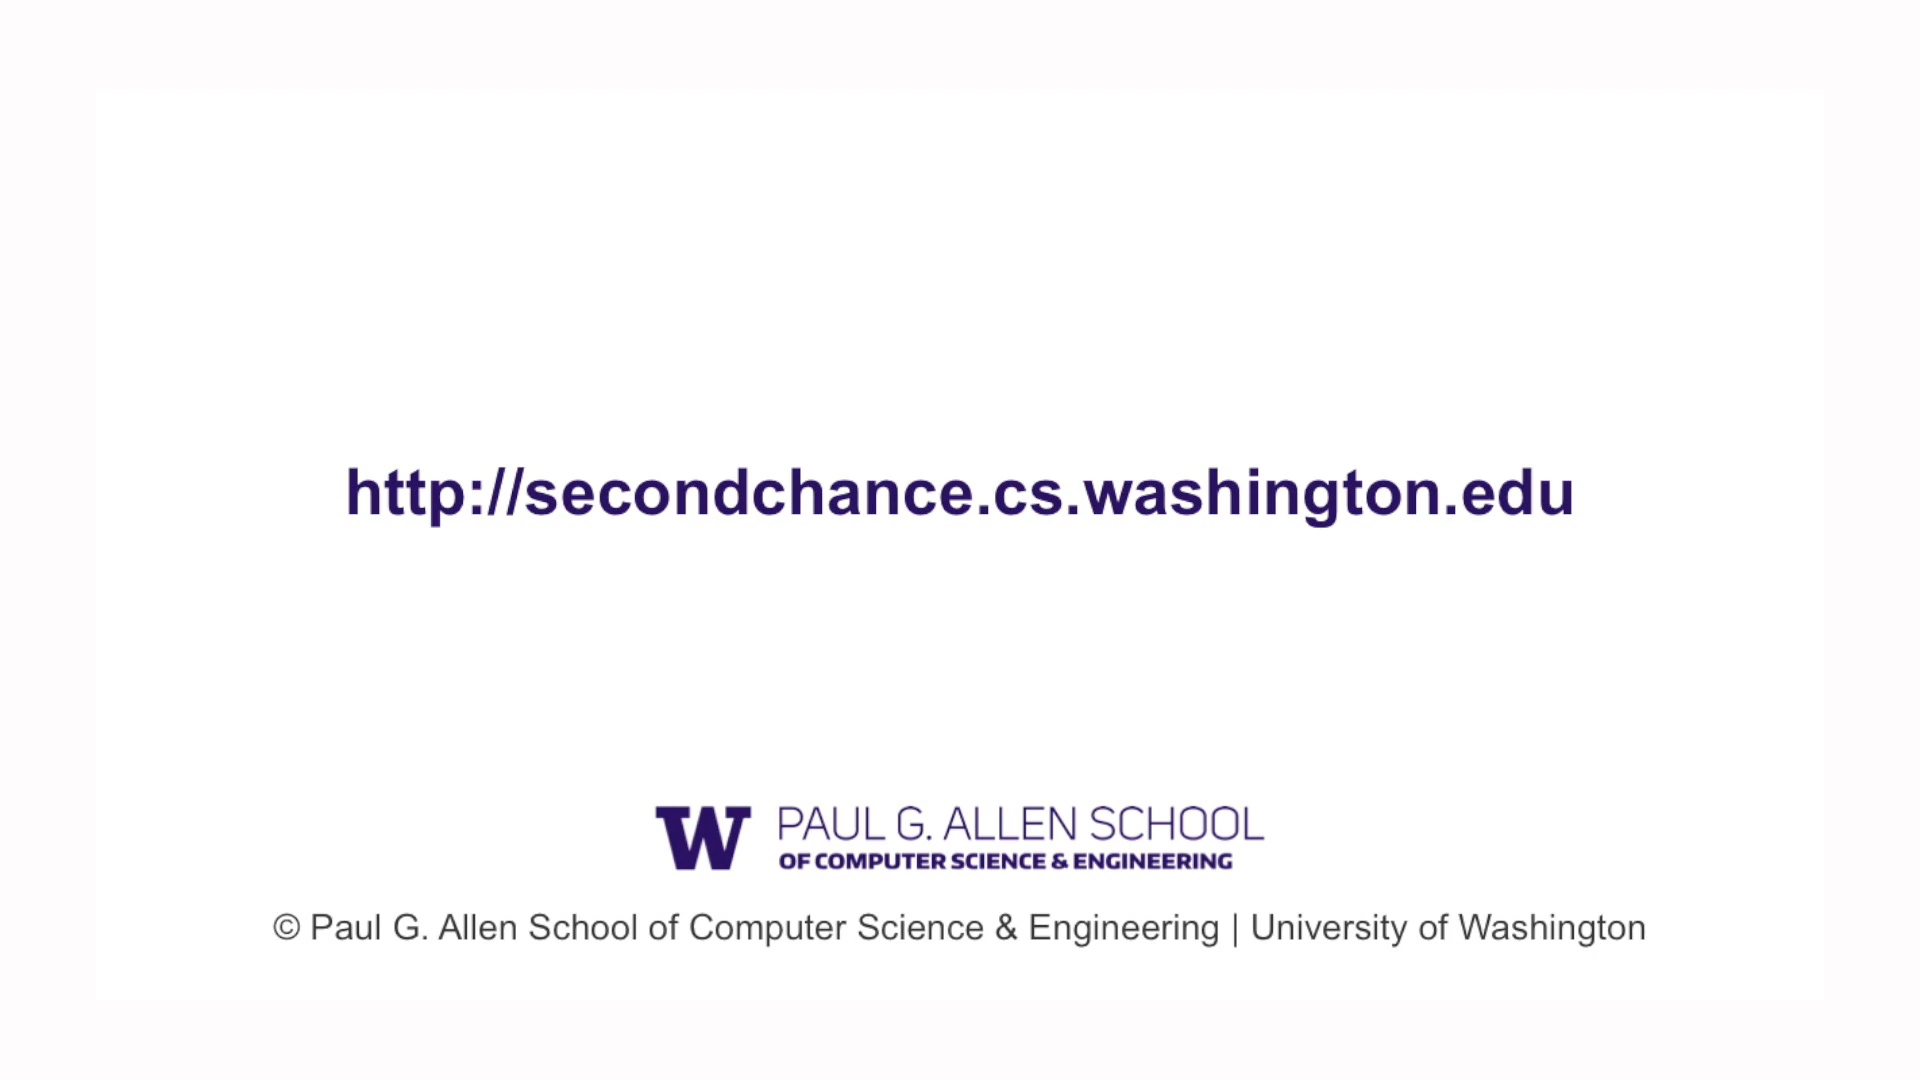 http://secondchance.cs.washington.edu
W PAUL G. ALLEN SCHOOL
OF COMPUTER SCIENCE & ENGINEERING
© Paul G. Allen School of Computer Science & Engineering | University of Washington